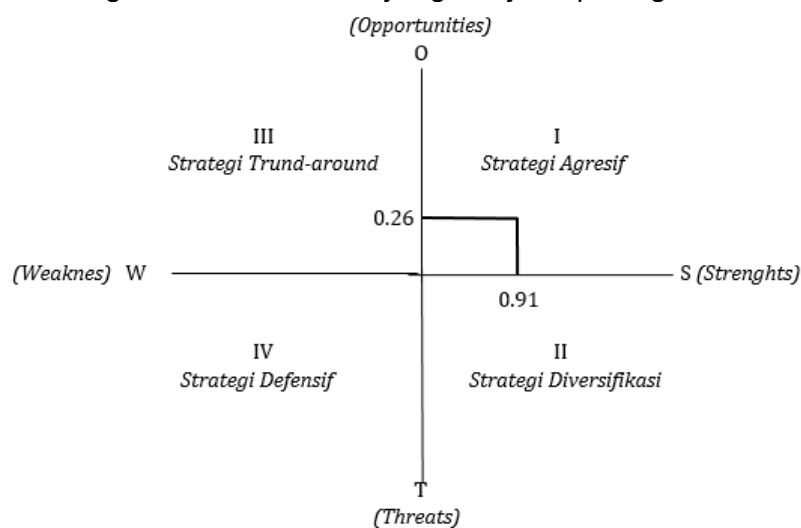 (Opportunities)
O
III
Strategi Trund-around
I
Strategi Agresif
0.26
(Weaknes) W
S (Strenghts)
0.91
IV
Strategi Defensif
II
Strategi Diversifikasi
T
(Threats)